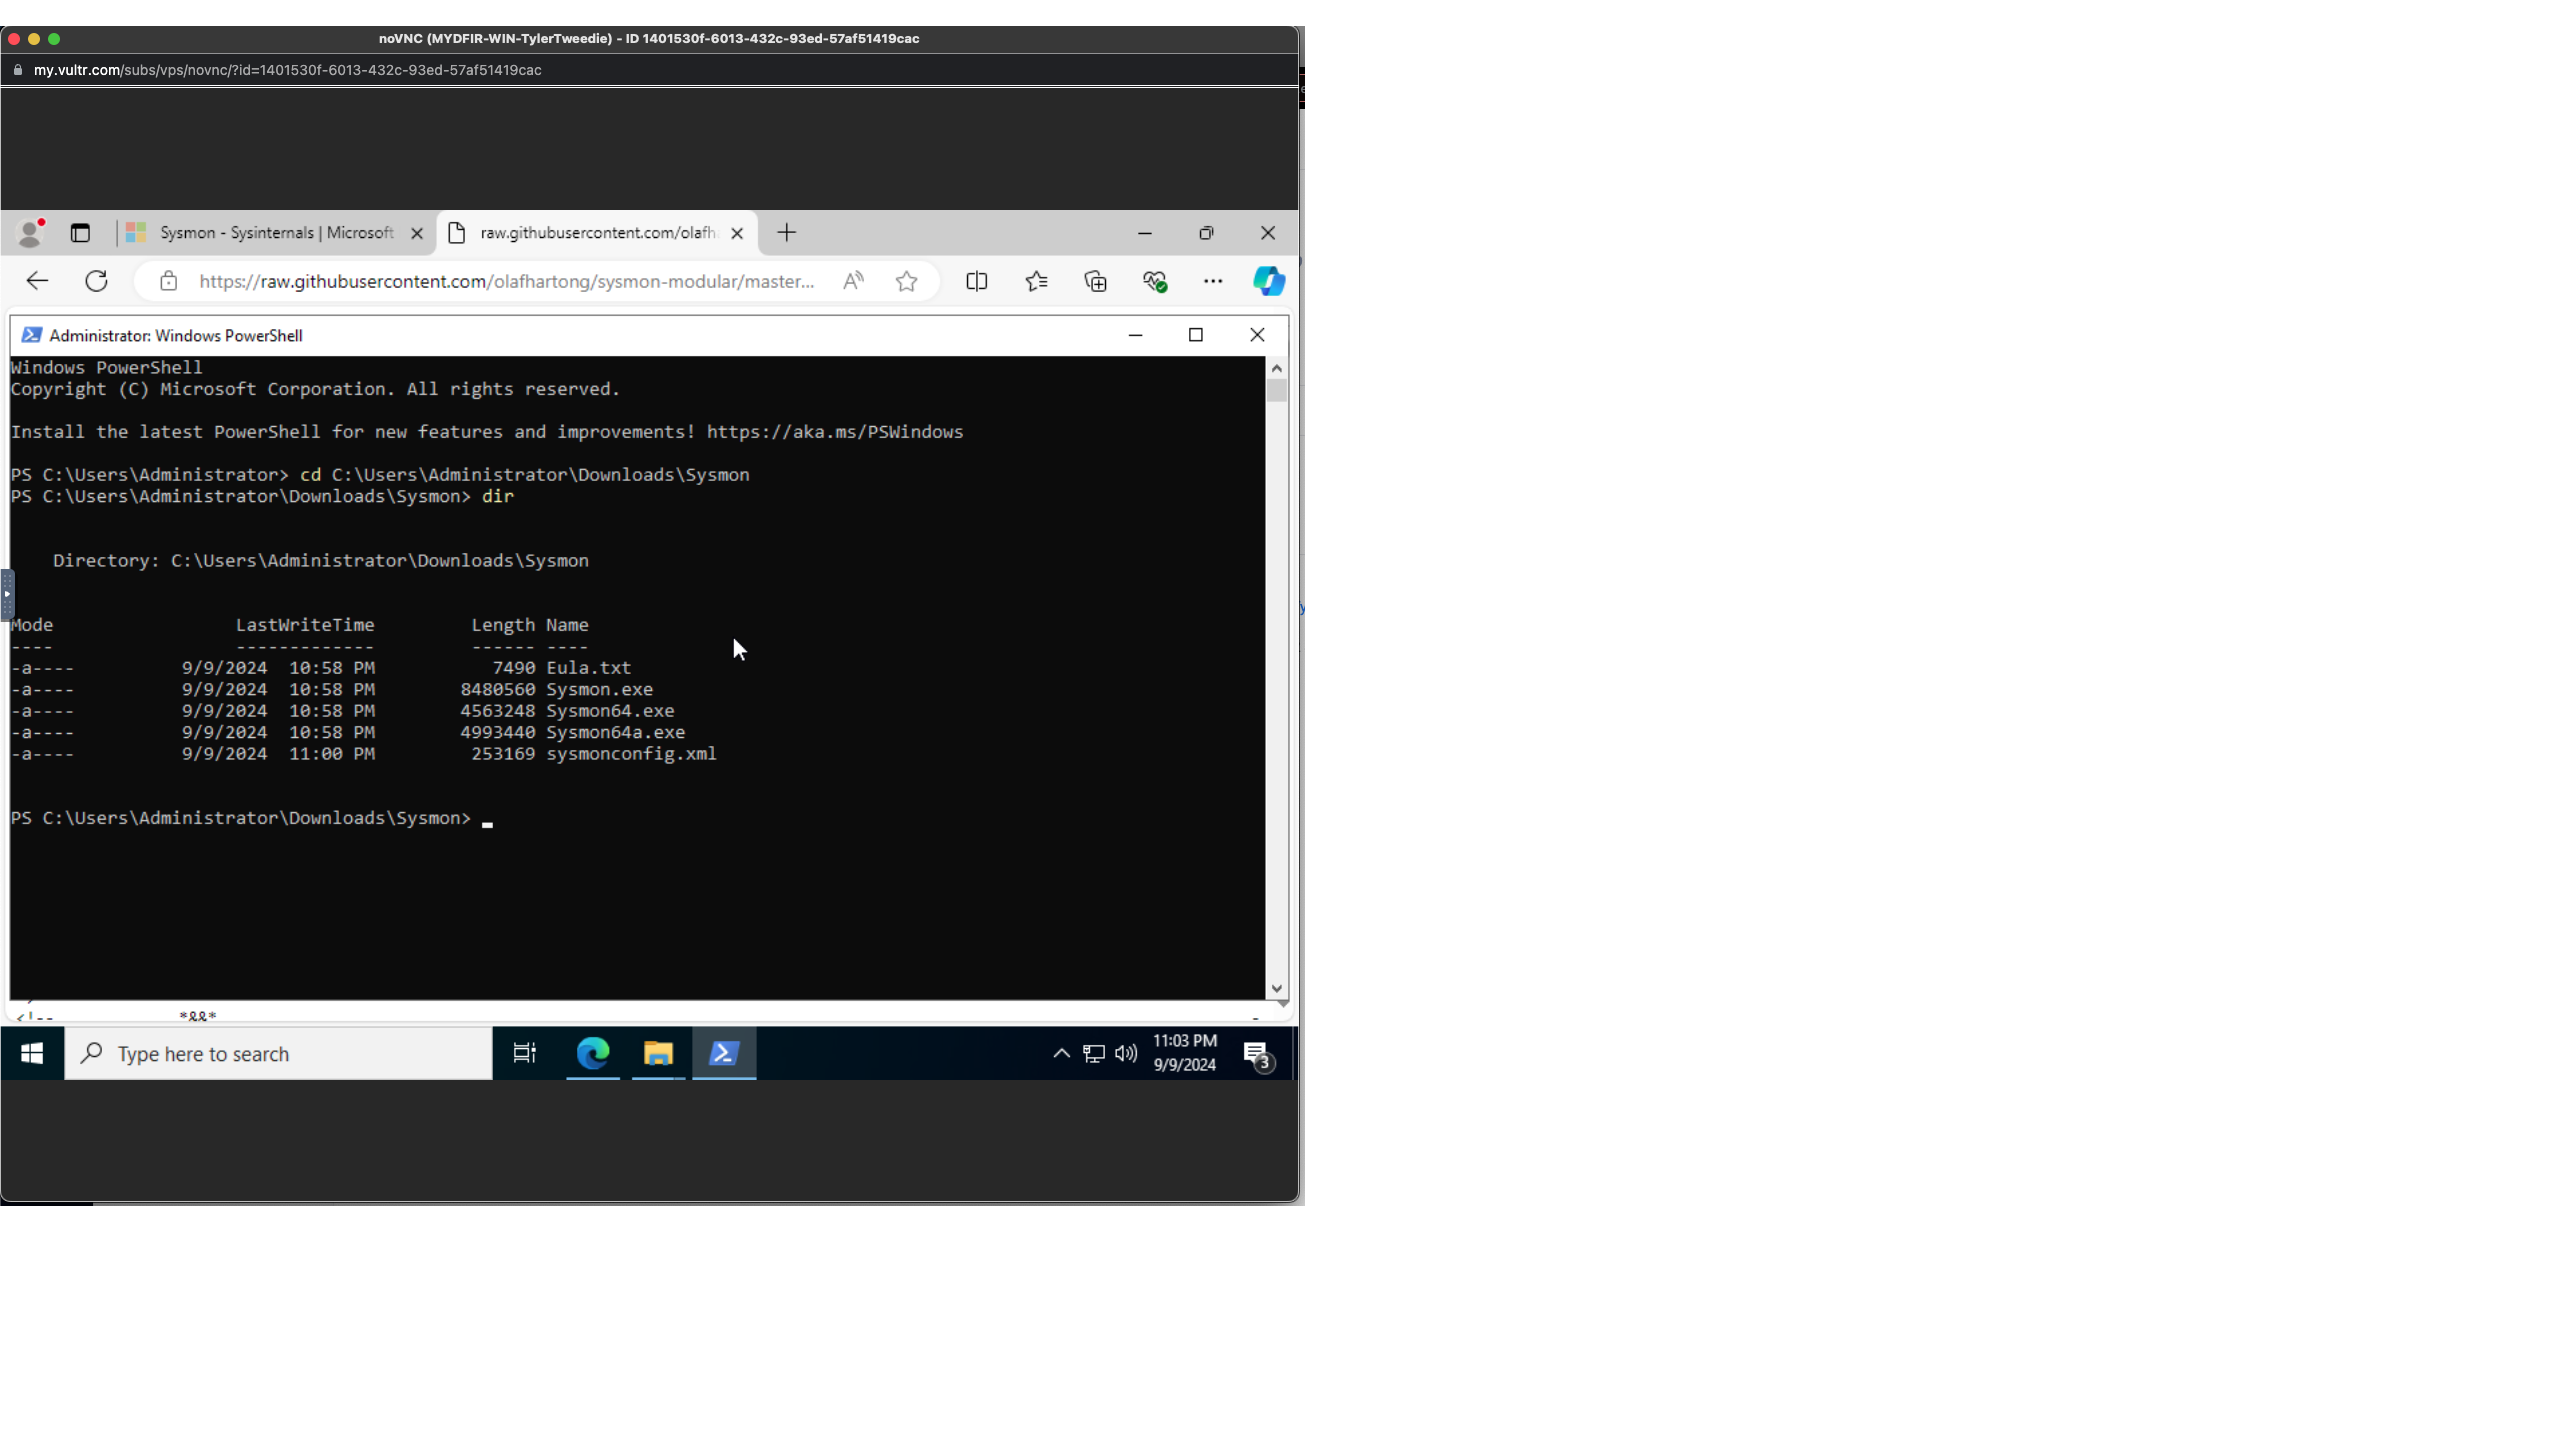 noVNC (MYDFIR-WIN-TylerTweedie) - ID 1401530f-6013-432c-93ed-57af51419cac
my.vultr.com/subs/vps/novnc/?id=1401530f-6013-432c-93ed-57af51419cac
Sysmon - Sysinternals | Microsoft
raw.githubusercontent.com/olafh
https://raw.githubusercontent.com/olafhartong/sysmon-modular/master...
Administrator: Windows PowerShell
Windows PowerShell
Copyright (C) Microsoft Corporation. All rights reserved.
Install the latest PowerShell for new features and improvements! https://aka.ms/PSWindows
PS C:\Users\Administrator> cd C:\Users\Administrator\Downloads\Sysmon
PS C:\Users\Administrator\Downloads\Sysmon> dir
Directory: C:\Users\Administrator\Downloads\Sysmon
Mode LastWriteTime Length Name
---- ------------- ------ ----
-a---- 9/9/2024 10:58 PM 7490 Eula.txt
-a---- 9/9/2024 10:58 PM 8480560 Sysmon.exe
-a---- 9/9/2024 10:58 PM 4563248 Sysmon64.exe
-a---- 9/9/2024 10:58 PM 4993440 Sysmon64a.exe
-a---- 9/9/2024 11:00 PM 253169 sysmonconfig.xml
PS C:\Users\Administrator\Downloads\Sysmon>
<!-- *&&*
Type here to search
11:03 PM
9/9/2024
3